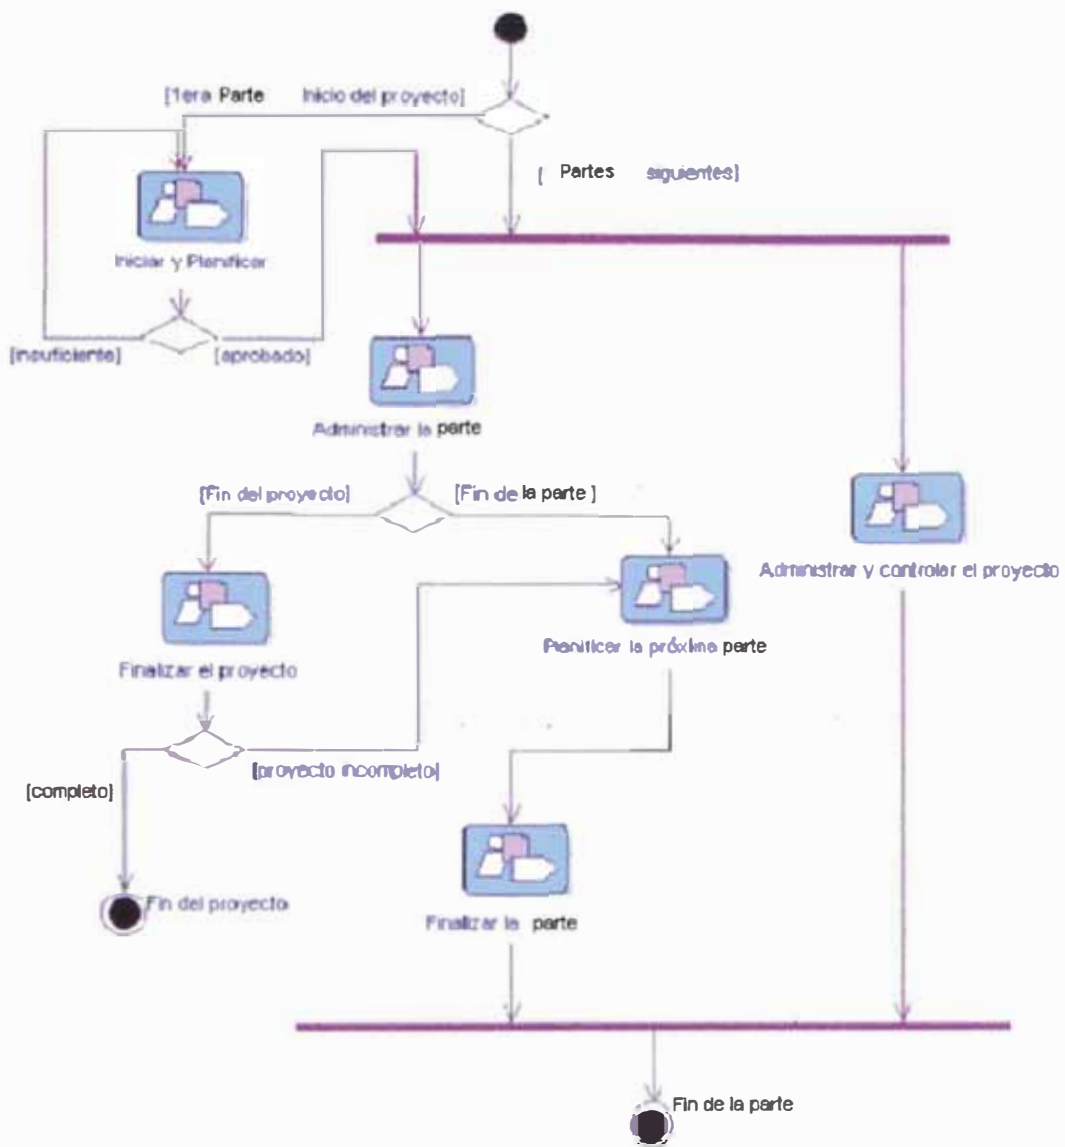 [1era Parte Inicio del proyecto]
[ Partes siguientes]
Iniciar y Planificar
[insuficiente]
[aprobado]
Administrar la parte
[Fin del proyecto]
[Fin de la parte ]
Administrar y controlar el proyecto
Planificar la próxima parte
Finalizar el proyecto
[proyecto incompleto]
[completo]
Fin del proyecto
Finalizar la parte
Fin de la parte